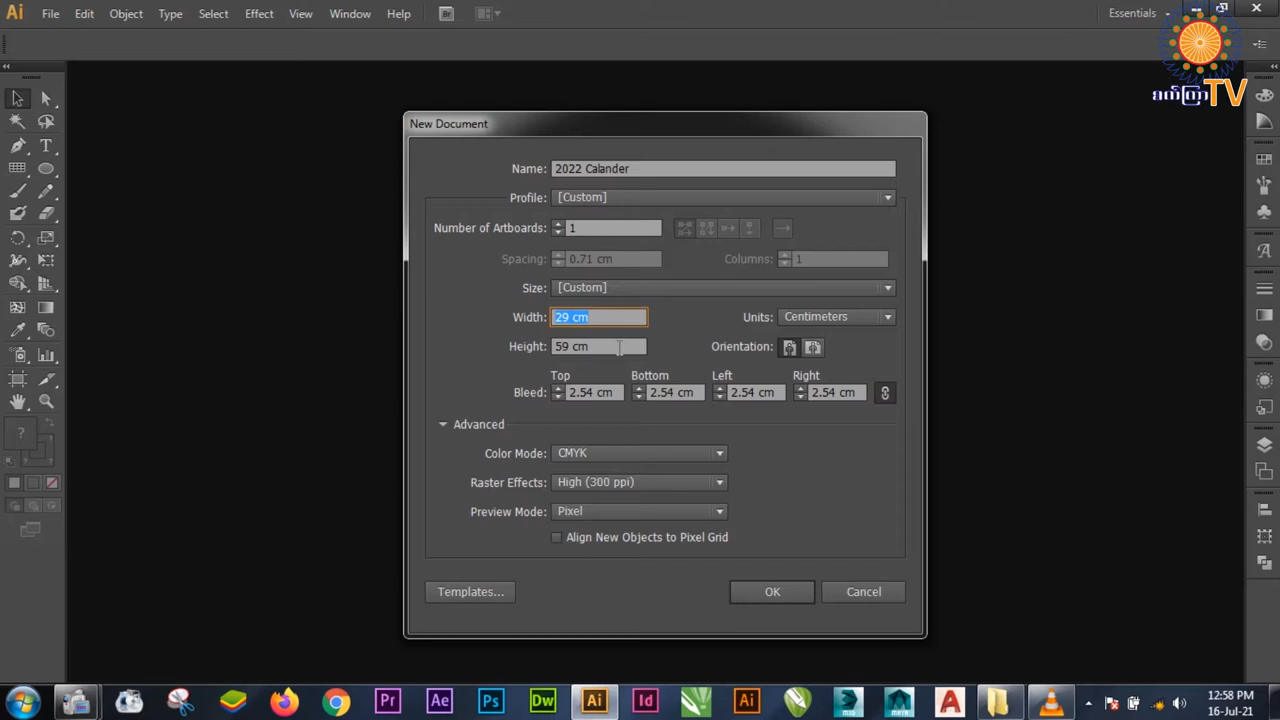 Ai File Edit Object Type Select Effect View Window Help Br Essentials
ခက်ကြာ TV
New Document
Name: 2022 Calander
Profile: [Custom]
Number of Artboards: 1
Spacing: 0.71 cm Columns: 1
Size: [Custom]
Width: 29 cm Units: Centimeters
Height: 59 cm Orientation:
Top Bottom Left Right
Bleed: 2.54 cm 2.54 cm 2.54 cm 2.54 cm
Advanced
Color Mode: CMYK
Raster Effects: High (300 ppi)
Preview Mode: Pixel
Align New Objects to Pixel Grid
Templates... OK Cancel
Pr Ae Ps Dw Ai Id Ai A
12:58 PM
16-Jul-21